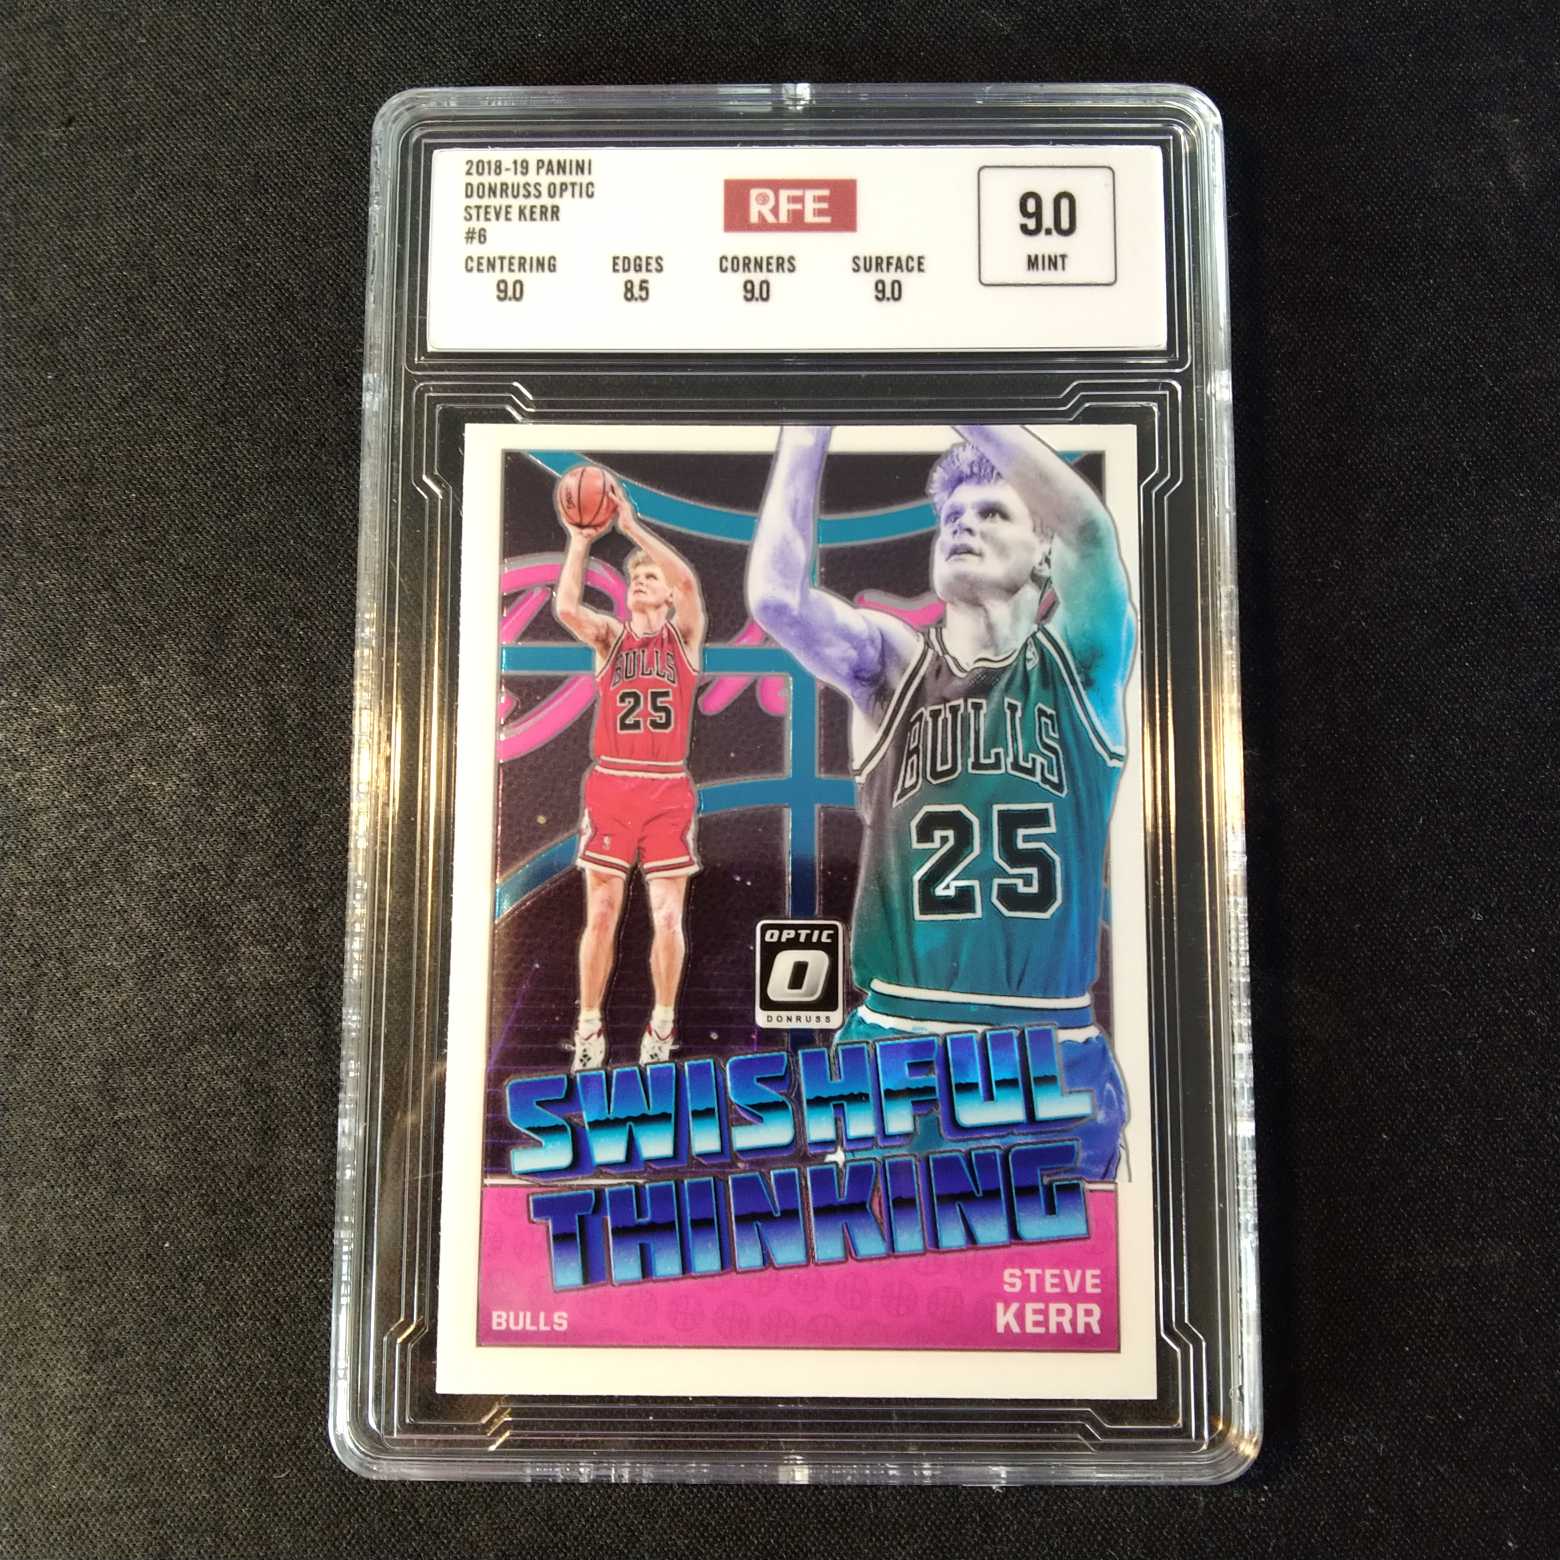 2018-19 PANINI
DONRUSS OPTIC
STEVE KERR
#6
RFE
9.0
MINT
CENTERING EDGES CORNERS SURFACE
9.0 8.5 9.0 9.0
BULLS
25
BULLS
25
OPTIC
O
DONRUSS
SWISHFUL
THINKING
STEVE
KERR
BULLS